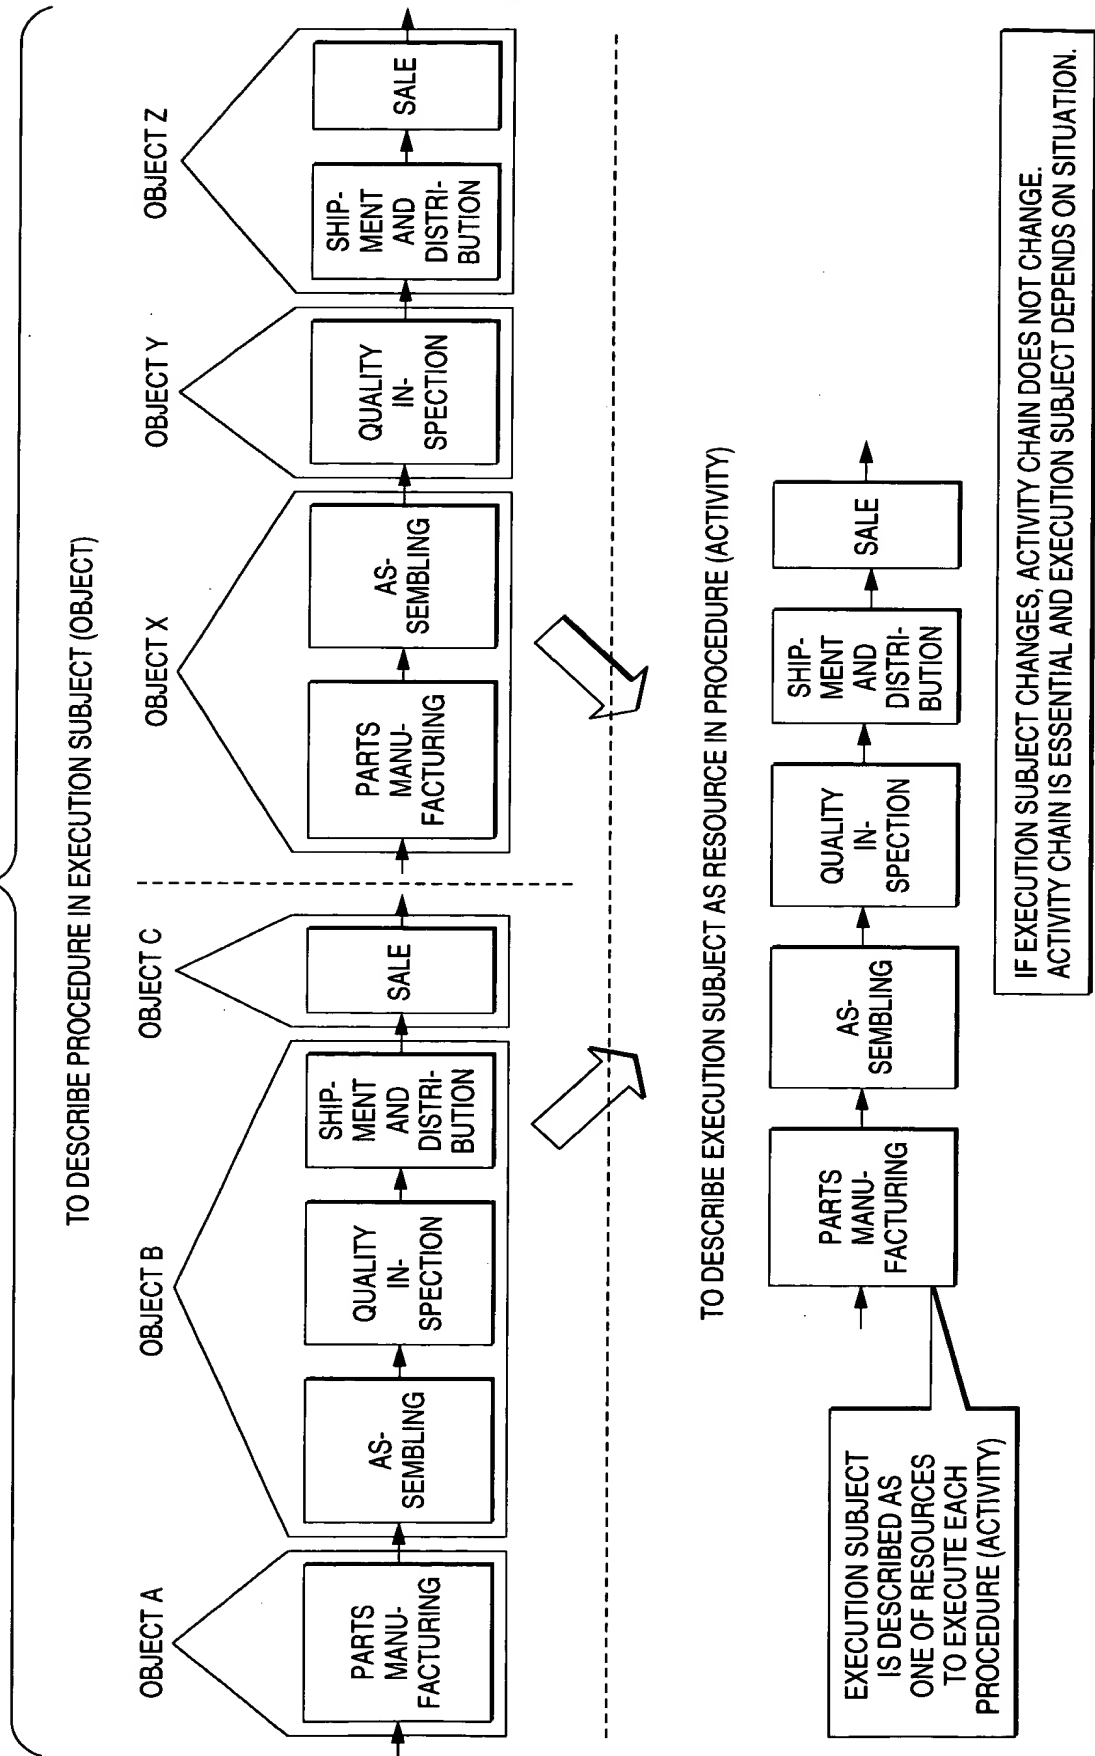 TO DESCRIBE PROCEDURE IN EXECUTION SUBJECT (OBJECT)
OBJECT A
PARTS
MANU-
FACTURING
OBJECT B
AS-
SEMBLING
QUALITY
IN-
SPECTION
SHIP-
MENT
AND
DISTRI-
BUTION
OBJECT C
SALE
OBJECT X
PARTS
MANU-
FACTURING
AS-
SEMBLING
OBJECT Y
QUALITY
IN-
SPECTION
OBJECT Z
SHIP-
MENT
AND
DISTRI-
BUTION
SALE
TO DESCRIBE EXECUTION SUBJECT AS RESOURCE IN PROCEDURE (ACTIVITY)
EXECUTION SUBJECT
IS DESCRIBED AS
ONE OF RESOURCES
TO EXECUTE EACH
PROCEDURE (ACTIVITY)
PARTS
MANU-
FACTURING
AS-
SEMBLING
QUALITY
IN-
SPECTION
SHIP-
MENT
AND
DISTRI-
BUTION
SALE
IF EXECUTION SUBJECT CHANGES, ACTIVITY CHAIN DOES NOT CHANGE.
ACTIVITY CHAIN IS ESSENTIAL AND EXECUTION SUBJECT DEPENDS ON SITUATION.